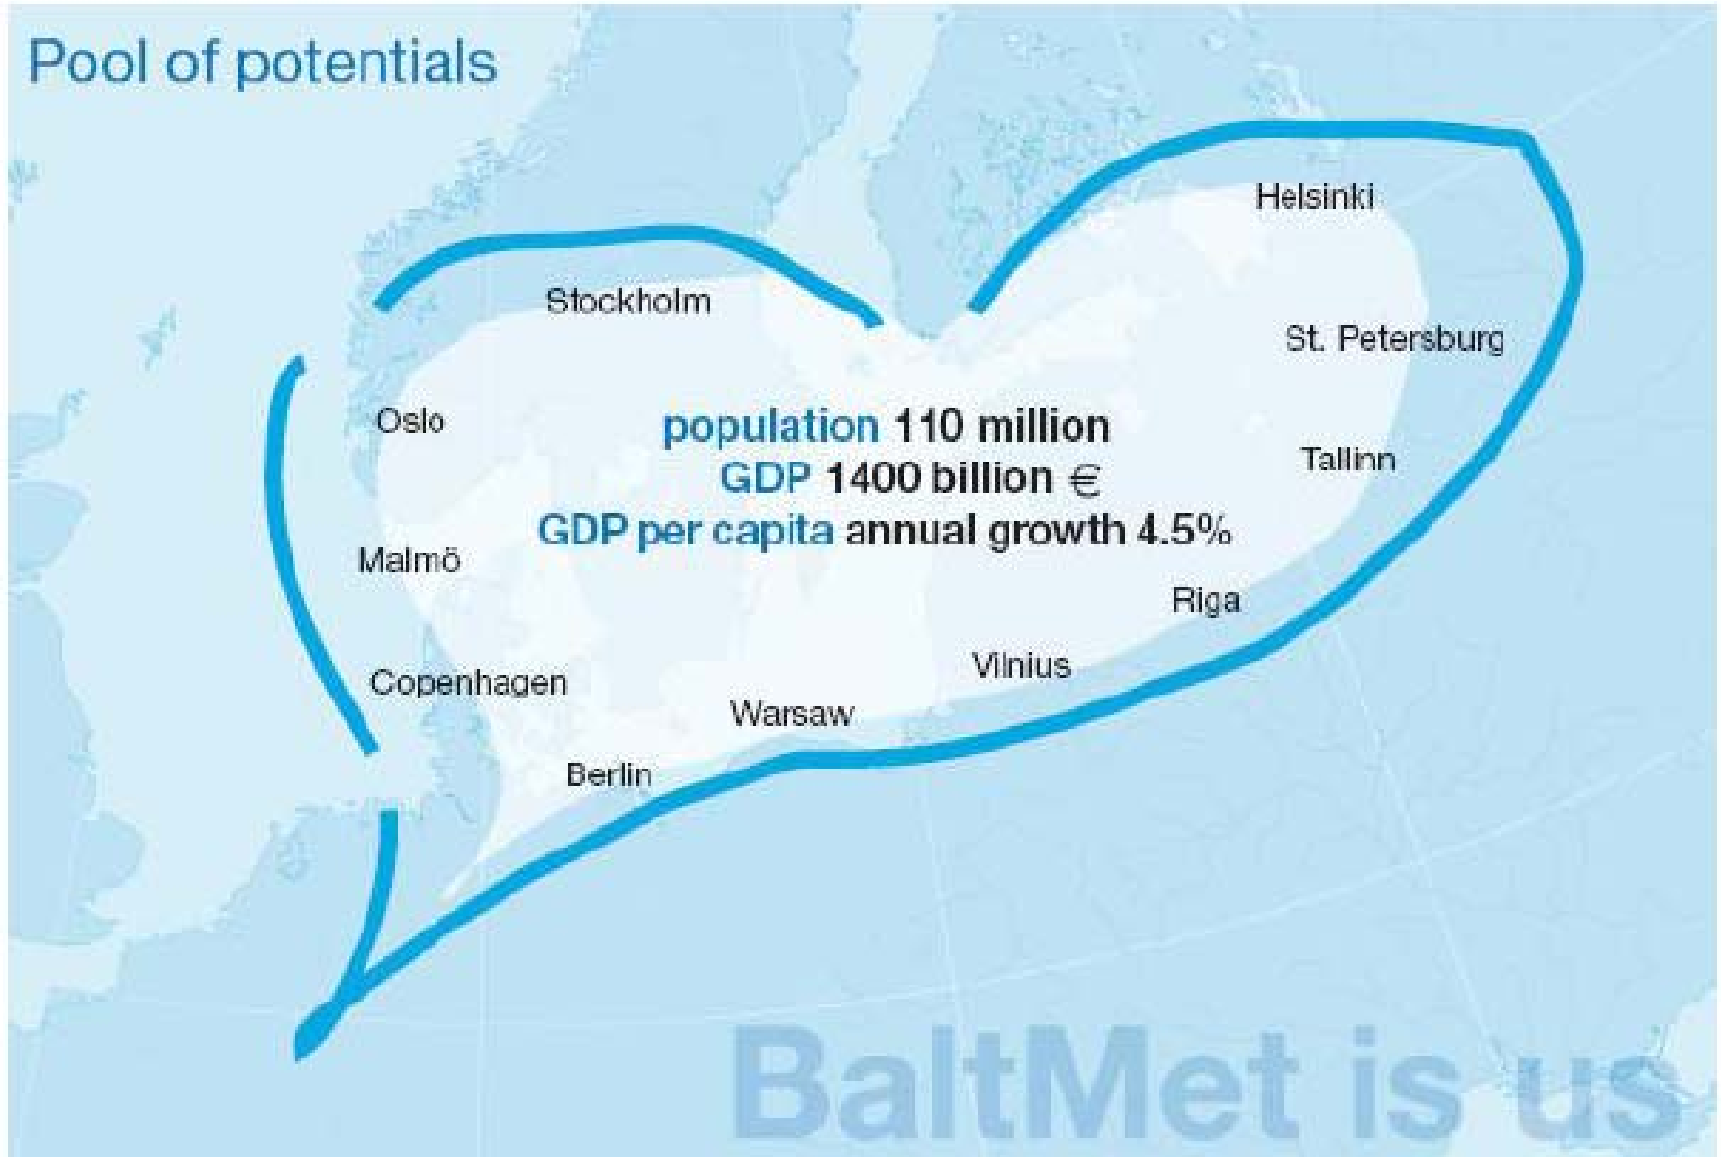 Pool of potentials
Helsinki
Stockholm
St. Petersburg
Oslo
population 110 million
GDP 1400 billion €
Tallinn
GDP per capita annual growth 4.5%
Malmö
Riga
Vilnius
Copenhagen
Warsaw
Berlin
BaltMet is us